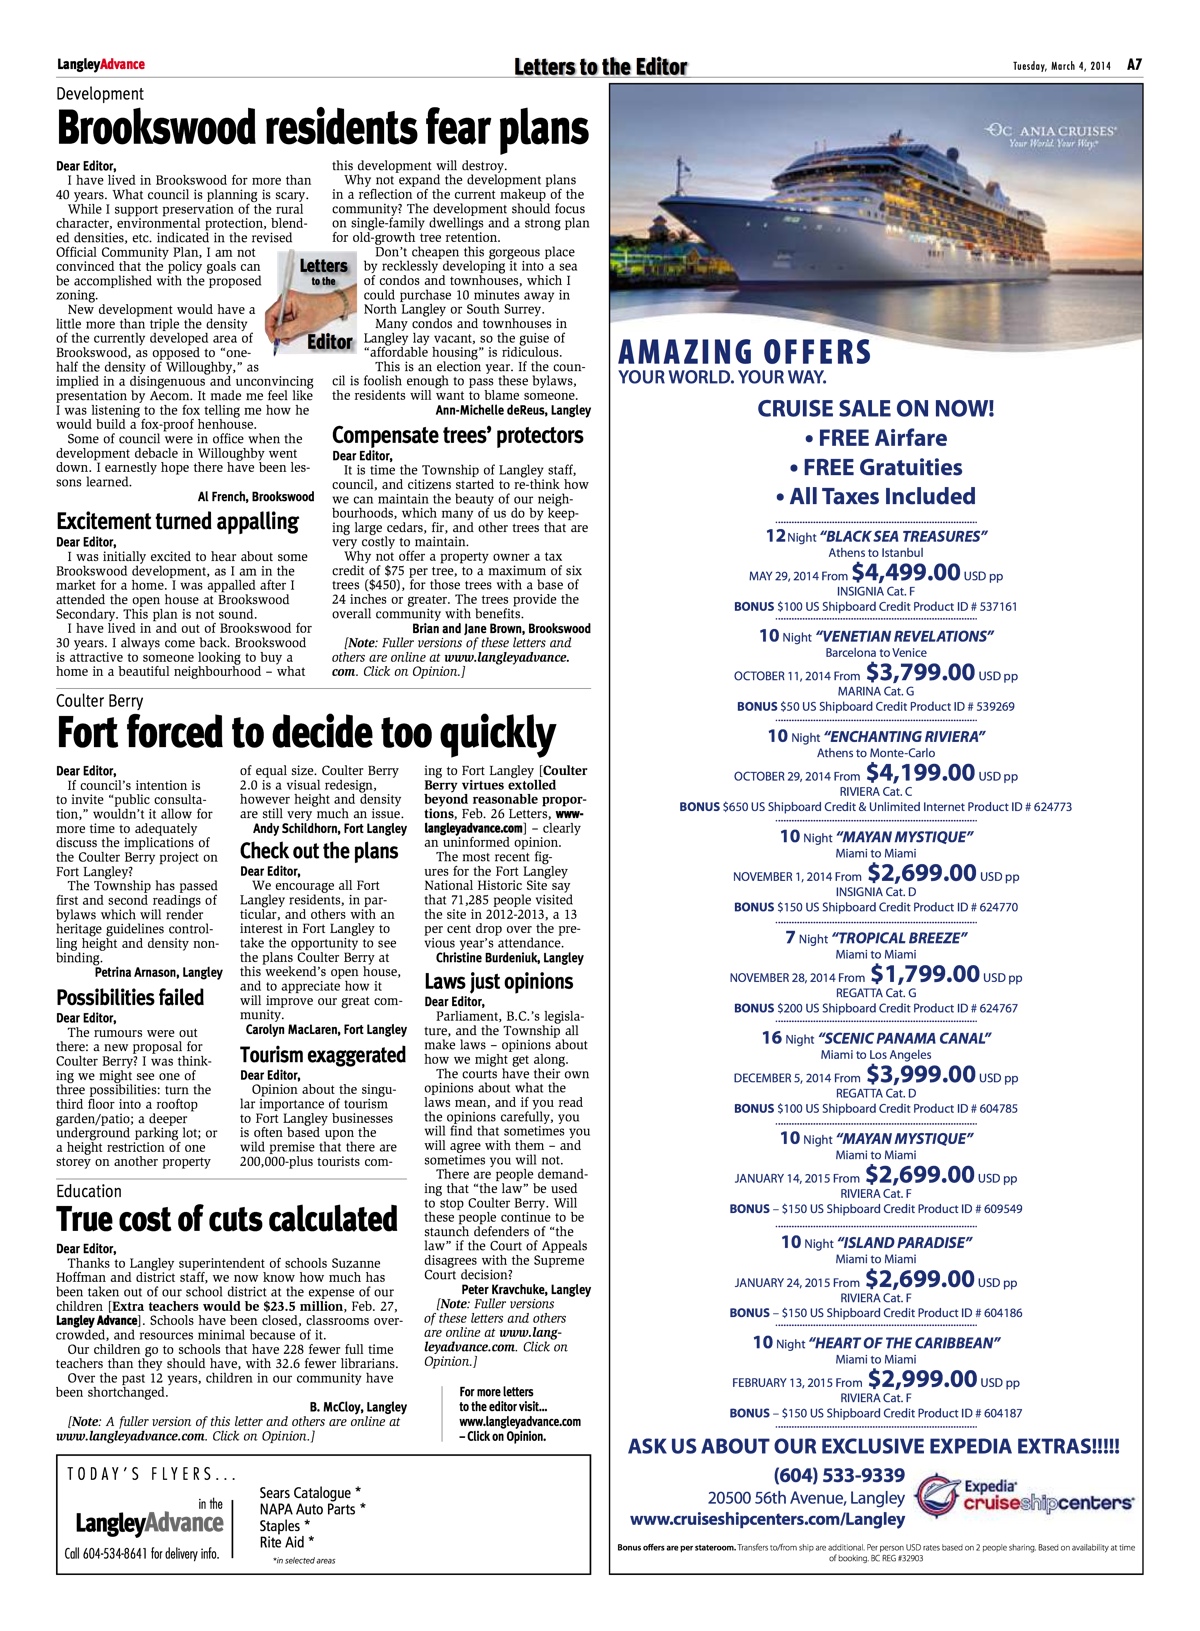 LangleyAdvance
Letters to the Editor
Tuesday, March 4, 2014 A7
Development
Brookswood residents fear plans
Dear Editor,
I have lived in Brookswood for more than
40 years. What council is planning is scary.
While I support preservation of the rural
character, environmental protection, blend-
ed densities, etc. indicated in the revised
Official Community Plan, I am not
convinced that the policy goals can
be accomplished with the proposed
zoning.
New development would have a
little more than triple the density
of the currently developed area of
Brookswood, as opposed to “one-
half the density of Willoughby,” as
implied in a disingenuous and unconvincing
presentation by Aecom. It made me feel like
I was listening to the fox telling me how he
would build a fox-proof henhouse.
Some of council were in office when the
development debacle in Willoughby went
down. I earnestly hope there have been les-
sons learned.
Al French, Brookswood
Excitement turned appalling
Dear Editor,
I was initially excited to hear about some
Brookswood development, as I am in the
market for a home. I was appalled after I
attended the open house at Brookswood
Secondary. This plan is not sound.
I have lived in and out of Brookswood for
30 years. I always come back. Brookswood
is attractive to someone looking to buy a
home in a beautiful neighbourhood – what
this development will destroy.
Why not expand the development plans
in a reflection of the current makeup of the
community? The development should focus
on single-family dwellings and a strong plan
for old-growth tree retention.
Don’t cheapen this gorgeous place
by recklessly developing it into a sea
of condos and townhouses, which I
could purchase 10 minutes away in
North Langley or South Surrey.
Many condos and townhouses in
Langley lay vacant, so the guise of
“affordable housing” is ridiculous.
This is an election year. If the coun-
cil is foolish enough to pass these bylaws,
the residents will want to blame someone.
Ann-Michelle deReus, Langley
Letters
to the
Editor
Compensate trees’ protectors
Dear Editor,
It is time the Township of Langley staff,
council, and citizens started to re-think how
we can maintain the beauty of our neigh-
bourhoods, which many of us do by keep-
ing large cedars, fir, and other trees that are
very costly to maintain.
Why not offer a property owner a tax
credit of $75 per tree, to a maximum of six
trees ($450), for those trees with a base of
24 inches or greater. The trees provide the
overall community with benefits.
Brian and Jane Brown, Brookswood
[Note: Fuller versions of these letters and
others are online at www.langleyadvance.
com. Click on Opinion.]
Coulter Berry
Fort forced to decide too quickly
Dear Editor,
If council’s intention is
to invite “public consulta-
tion,” wouldn’t it allow for
more time to adequately
discuss the implications of
the Coulter Berry project on
Fort Langley?
The Township has passed
first and second readings of
bylaws which will render
heritage guidelines control-
ling height and density non-
binding.
Petrina Arnason, Langley
Possibilities failed
Dear Editor,
The rumours were out
there: a new proposal for
Coulter Berry? I was think-
ing we might see one of
three possibilities: turn the
third floor into a rooftop
garden/patio; a deeper
underground parking lot; or
a height restriction of one
storey on another property
of equal size. Coulter Berry
2.0 is a visual redesign,
however height and density
are still very much an issue.
Andy Schildhorn, Fort Langley
Check out the plans
Dear Editor,
We encourage all Fort
Langley residents, in par-
ticular, and others with an
interest in Fort Langley to
take the opportunity to see
the plans Coulter Berry at
this weekend’s open house,
and to appreciate how it
will improve our great com-
munity.
Carolyn MacLaren, Fort Langley
Tourism exaggerated
Dear Editor,
Opinion about the singu-
lar importance of tourism
to Fort Langley businesses
is often based upon the
wild premise that there are
200,000-plus tourists com-
ing to Fort Langley [Coulter
Berry virtues extolled
beyond reasonable propor-
tions, Feb. 26 Letters, www-
langleyadvance.com] – clearly
an uninformed opinion.
The most recent fig-
ures for the Fort Langley
National Historic Site say
that 71,285 people visited
the site in 2012-2013, a 13
per cent drop over the pre-
vious year’s attendance.
Christine Burdeniuk, Langley
Laws just opinions
Dear Editor,
Parliament, B.C.’s legisla-
ture, and the Township all
make laws – opinions about
how we might get along.
The courts have their own
opinions about what the
laws mean, and if you read
the opinions carefully, you
will find that sometimes you
will agree with them – and
sometimes you will not.
There are people demand-
ing that “the law” be used
to stop Coulter Berry. Will
these people continue to be
staunch defenders of “the
law” if the Court of Appeals
disagrees with the Supreme
Court decision?
Peter Kravchuke, Langley
[Note: Fuller versions
of these letters and others
are online at www.lang-
leyadvance.com. Click on
Opinion.]
For more letters
to the editor visit...
www.langleyadvance.com
– Click on Opinion.
Education
True cost of cuts calculated
Dear Editor,
Thanks to Langley superintendent of schools Suzanne
Hoffman and district staff, we now know how much has
been taken out of our school district at the expense of our
children [Extra teachers would be $23.5 million, Feb. 27,
Langley Advance]. Schools have been closed, classrooms over-
crowded, and resources minimal because of it.
Our children go to schools that have 228 fewer full time
teachers than they should have, with 32.6 fewer librarians.
Over the past 12 years, children in our community have
been shortchanged.
B. McCloy, Langley
[Note: A fuller version of this letter and others are online at
www.langleyadvance.com. Click on Opinion.]
TODAY’S FLYERS...
in the
LangleyAdvance
Call 604-534-8641 for delivery info.
Sears Catalogue *
NAPA Auto Parts *
Staples *
Rite Aid *
*in selected areas
OC ANIA CRUISES®
Your World. Your Way.®
AMAZING OFFERS
YOUR WORLD. YOUR WAY.
CRUISE SALE ON NOW!
• FREE Airfare
• FREE Gratuities
• All Taxes Included
12 Night “BLACK SEA TREASURES”
Athens to Istanbul
MAY 29, 2014 From $4,499.00 USD pp
INSIGNIA Cat. F
BONUS $100 US Shipboard Credit Product ID # 537161
10 Night “VENETIAN REVELATIONS”
Barcelona to Venice
OCTOBER 11, 2014 From $3,799.00 USD pp
MARINA Cat. G
BONUS $50 US Shipboard Credit Product ID # 539269
10 Night “ENCHANTING RIVIERA”
Athens to Monte-Carlo
OCTOBER 29, 2014 From $4,199.00 USD pp
RIVIERA Cat. C
BONUS $650 US Shipboard Credit & Unlimited Internet Product ID # 624773
10 Night “MAYAN MYSTIQUE”
Miami to Miami
NOVEMBER 1, 2014 From $2,699.00 USD pp
INSIGNIA Cat. D
BONUS $150 US Shipboard Credit Product ID # 624770
7 Night “TROPICAL BREEZE”
Miami to Miami
NOVEMBER 28, 2014 From $1,799.00 USD pp
REGATTA Cat. G
BONUS $200 US Shipboard Credit Product ID # 624767
16 Night “SCENIC PANAMA CANAL”
Miami to Los Angeles
DECEMBER 5, 2014 From $3,999.00 USD pp
REGATTA Cat. D
BONUS $100 US Shipboard Credit Product ID # 604785
10 Night “MAYAN MYSTIQUE”
Miami to Miami
JANUARY 14, 2015 From $2,699.00 USD pp
RIVIERA Cat. F
BONUS – $150 US Shipboard Credit Product ID # 609549
10 Night “ISLAND PARADISE”
Miami to Miami
JANUARY 24, 2015 From $2,699.00 USD pp
RIVIERA Cat. F
BONUS – $150 US Shipboard Credit Product ID # 604186
10 Night “HEART OF THE CARIBBEAN”
Miami to Miami
FEBRUARY 13, 2015 From $2,999.00 USD pp
RIVIERA Cat. F
BONUS – $150 US Shipboard Credit Product ID # 604187
ASK US ABOUT OUR EXCLUSIVE EXPEDIA EXTRAS!!!!!
(604) 533-9339
20500 56th Avenue, Langley
www.cruiseshipcenters.com/Langley
Expedia®
cruiseshipcenters®
Bonus offers are per stateroom. Transfers to/from ship are additional. Per person USD rates based on 2 people sharing. Based on availability at time
of booking. BC REG #32903